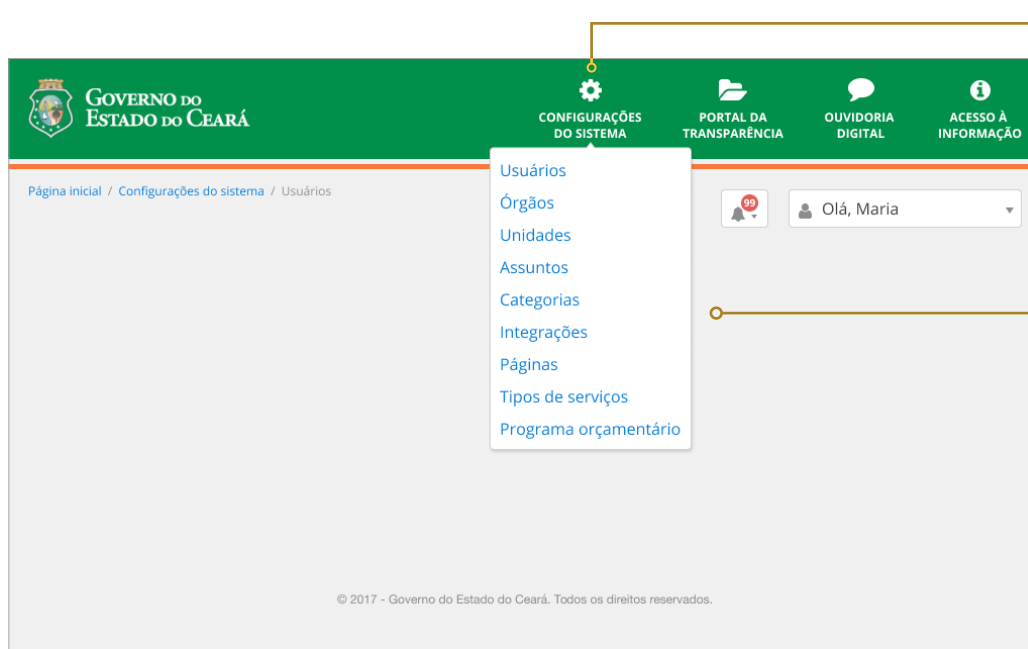 GOVERNO DO
ESTADO DO CEARÁ
CONFIGURAÇÕES
DO SISTEMA
PORTAL DA
TRANSPARÊNCIA
OUVIDORIA
DIGITAL
ACESSO À
INFORMAÇÃO
Página inicial / Configurações do sistema / Usuários
99
Olá, Maria
Usuários
Órgãos
Unidades
Assuntos
Categorias
Integrações
Páginas
Tipos de serviços
Programa orçamentário
© 2017 - Governo do Estado do Ceará. Todos os direitos reservados.